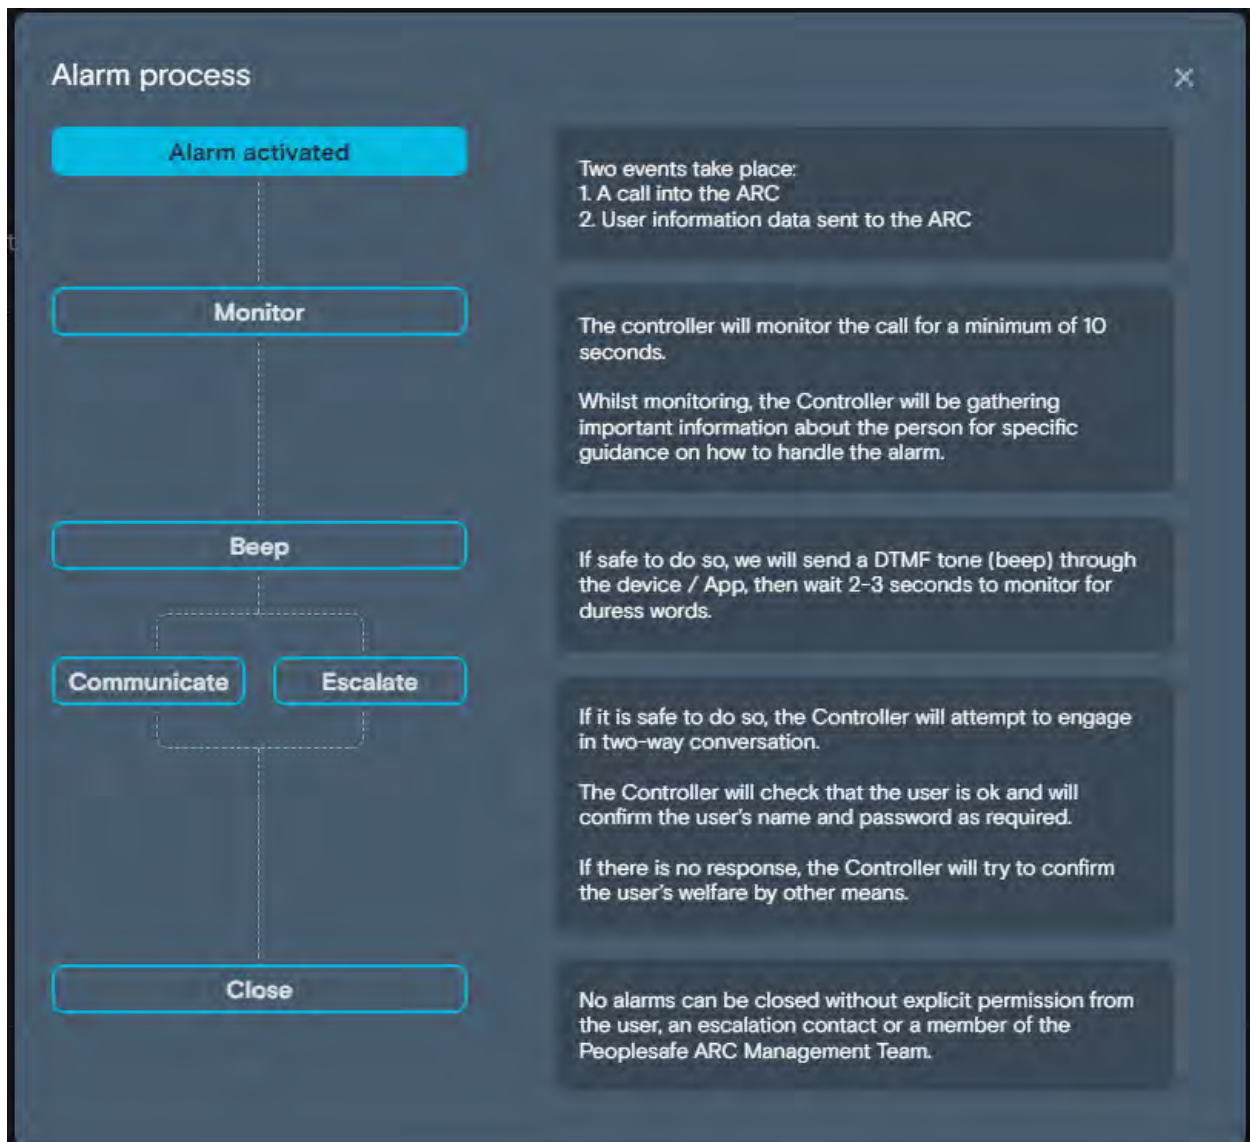 Alarm process
Alarm activated
Two events take place:
1. A call into the ARC
2. User information data sent to the ARC
Monitor
The controller will monitor the call for a minimum of 10
seconds.
Whilst monitoring, the Controller will be gathering
important information about the person for specific
guidance on how to handle the alarm.
Beep
If safe to do so, we will send a DTMF tone (beep) through
the device / App, then wait 2-3 seconds to monitor for
duress words.
Communicate
Escalate
If it is safe to do so, the Controller will attempt to engage
in two-way conversation.
The Controller will check that the user is ok and will
confirm the user's name and password as required.
If there is no response, the Controller will try to confirm
the user's welfare by other means.
Close
No alarms can be closed without explicit permission from
the user, an escalation contact or a member of the
Peoplesafe ARC Management Team.